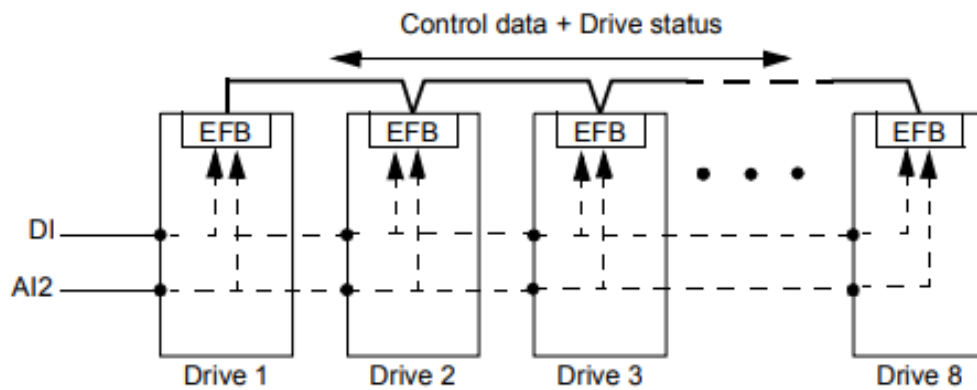 Control data + Drive status
EFB EFB EFB EFB
DI
AI2
Drive 1 Drive 2 Drive 3 Drive 8